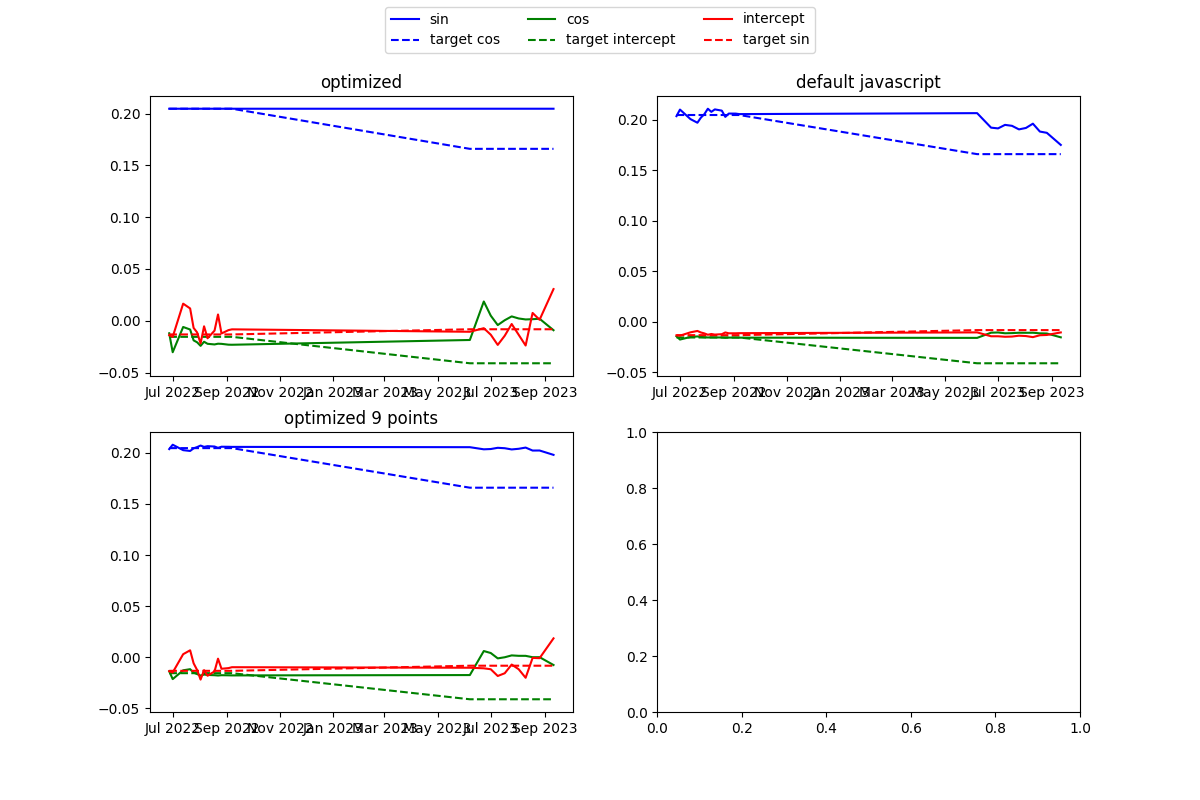 sin cos intercept
target cos target intercept target sin
optimized
0.20
0.15
0.10
0.05
0.00
−0.05
Jul 2022 Sep 2022 Nov 2022 Jan 2023 Mar 2023 May 2023 Jul 2023 Sep 2023
default javascript
0.20
0.15
0.10
0.05
0.00
−0.05
Jul 2022 Sep 2022 Nov 2022 Jan 2023 Mar 2023 May 2023 Jul 2023 Sep 2023
optimized 9 points
0.20
0.15
0.10
0.05
0.00
−0.05
Jul 2022 Sep 2022 Nov 2022 Jan 2023 Mar 2023 May 2023 Jul 2023 Sep 2023
1.0
0.8
0.6
0.4
0.2
0.0
0.0 0.2 0.4 0.6 0.8 1.0